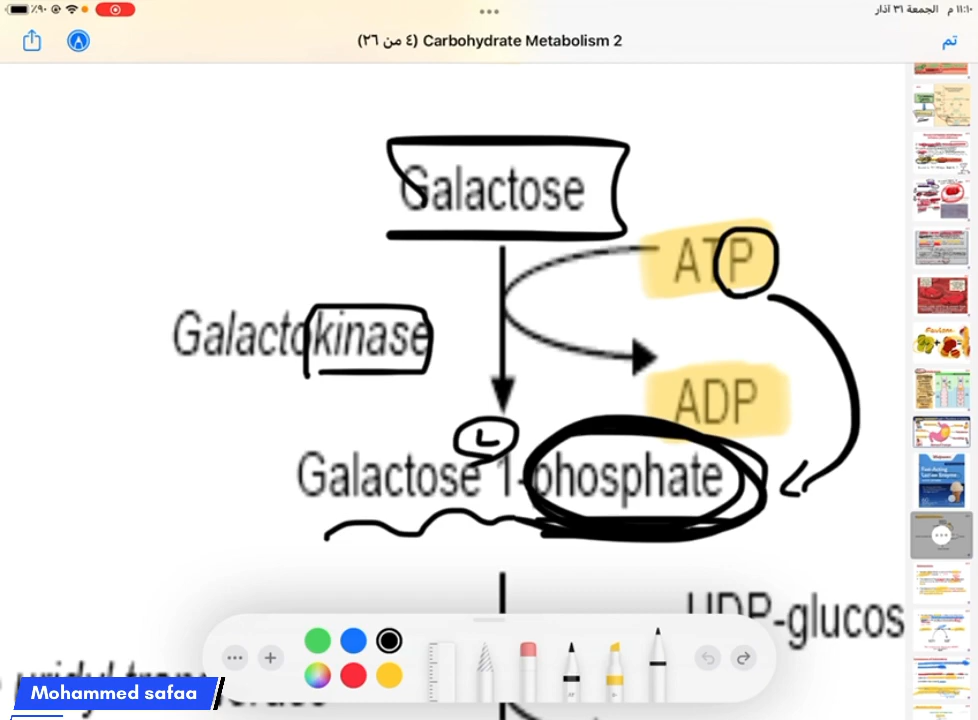 ٪٩٠ ١١:١٠ م الجمعة ٣١ آذار
Carbohydrate Metabolism 2 (٤ من ٢٦)
تم
Galactose
ATP
Galactokinase
ADP
L
Galactose 1-phosphate
UDP-glucos
Mohammed safaa